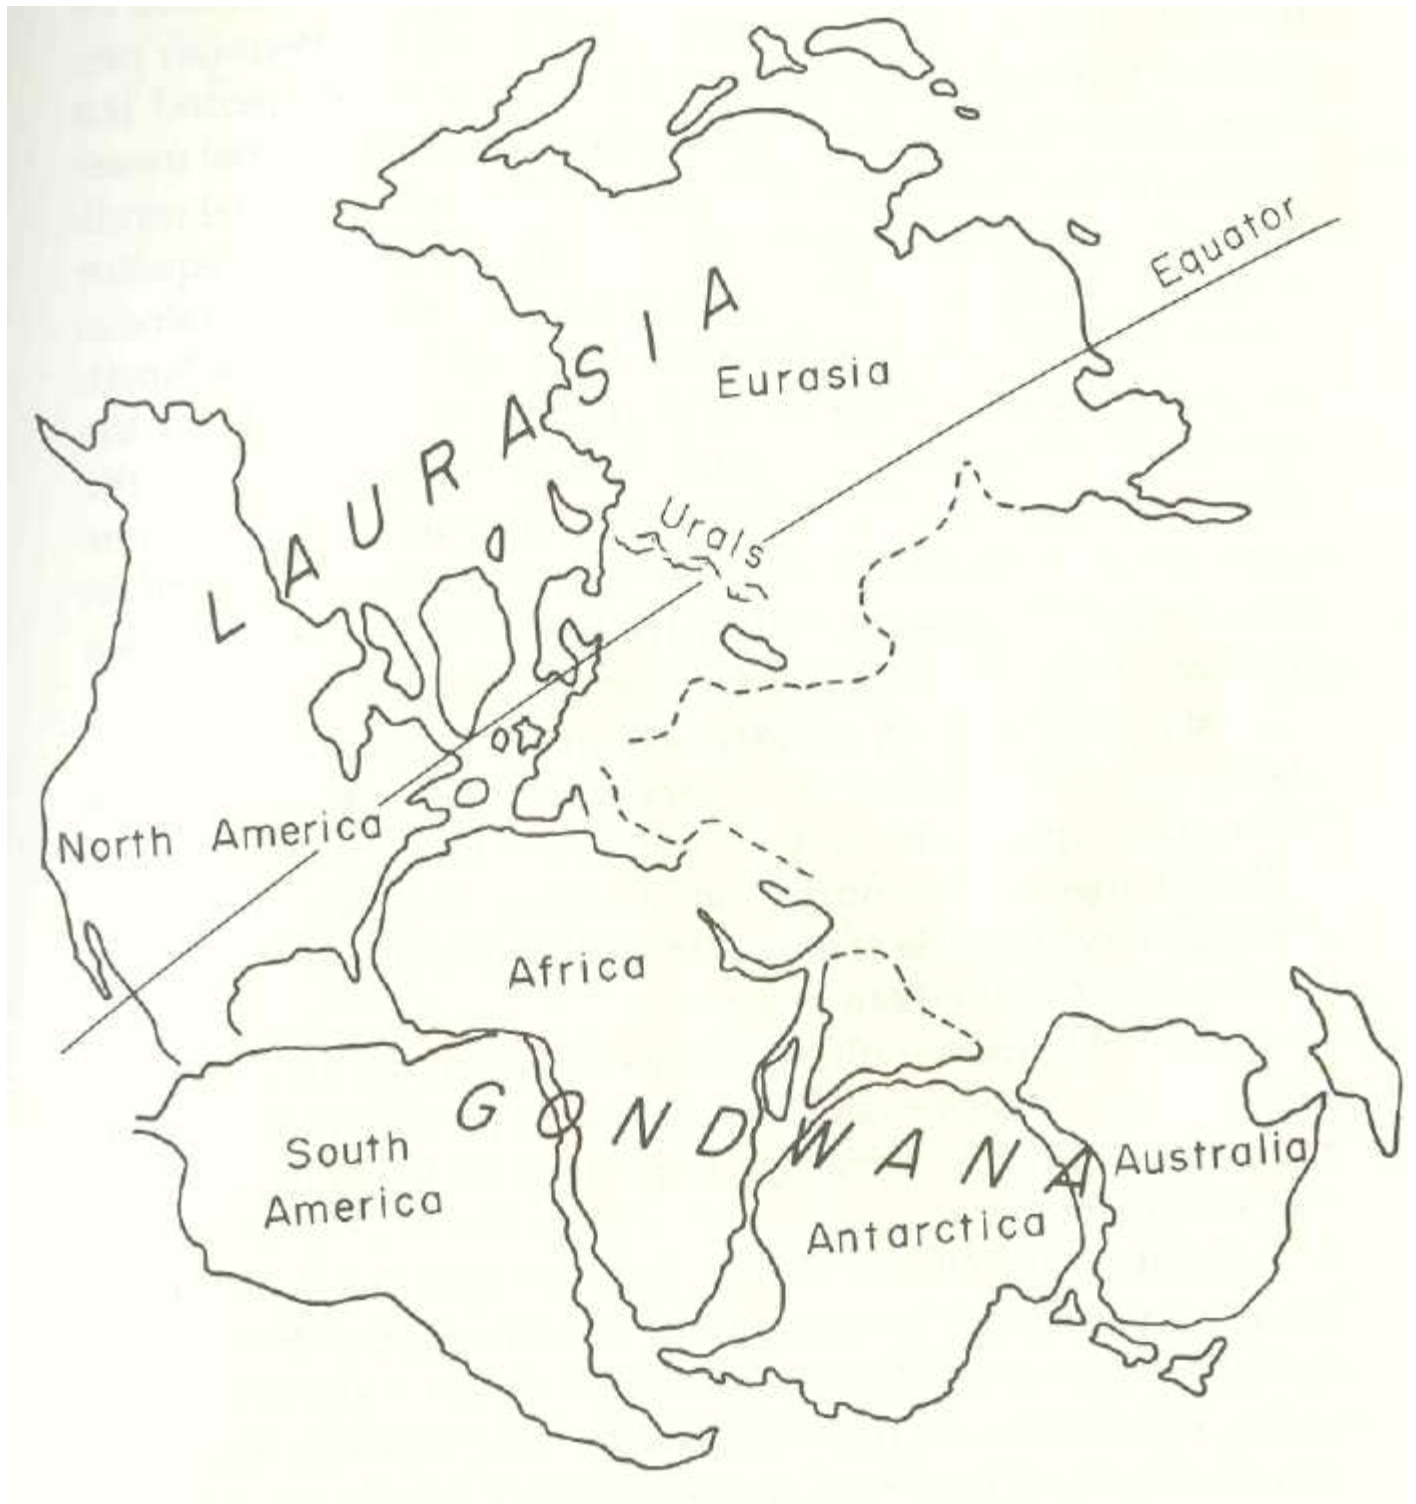 Equator
LAURASIA
Eurasia
Urals
North America
Africa
GONDWANA
South
America
Australia
Antarctica